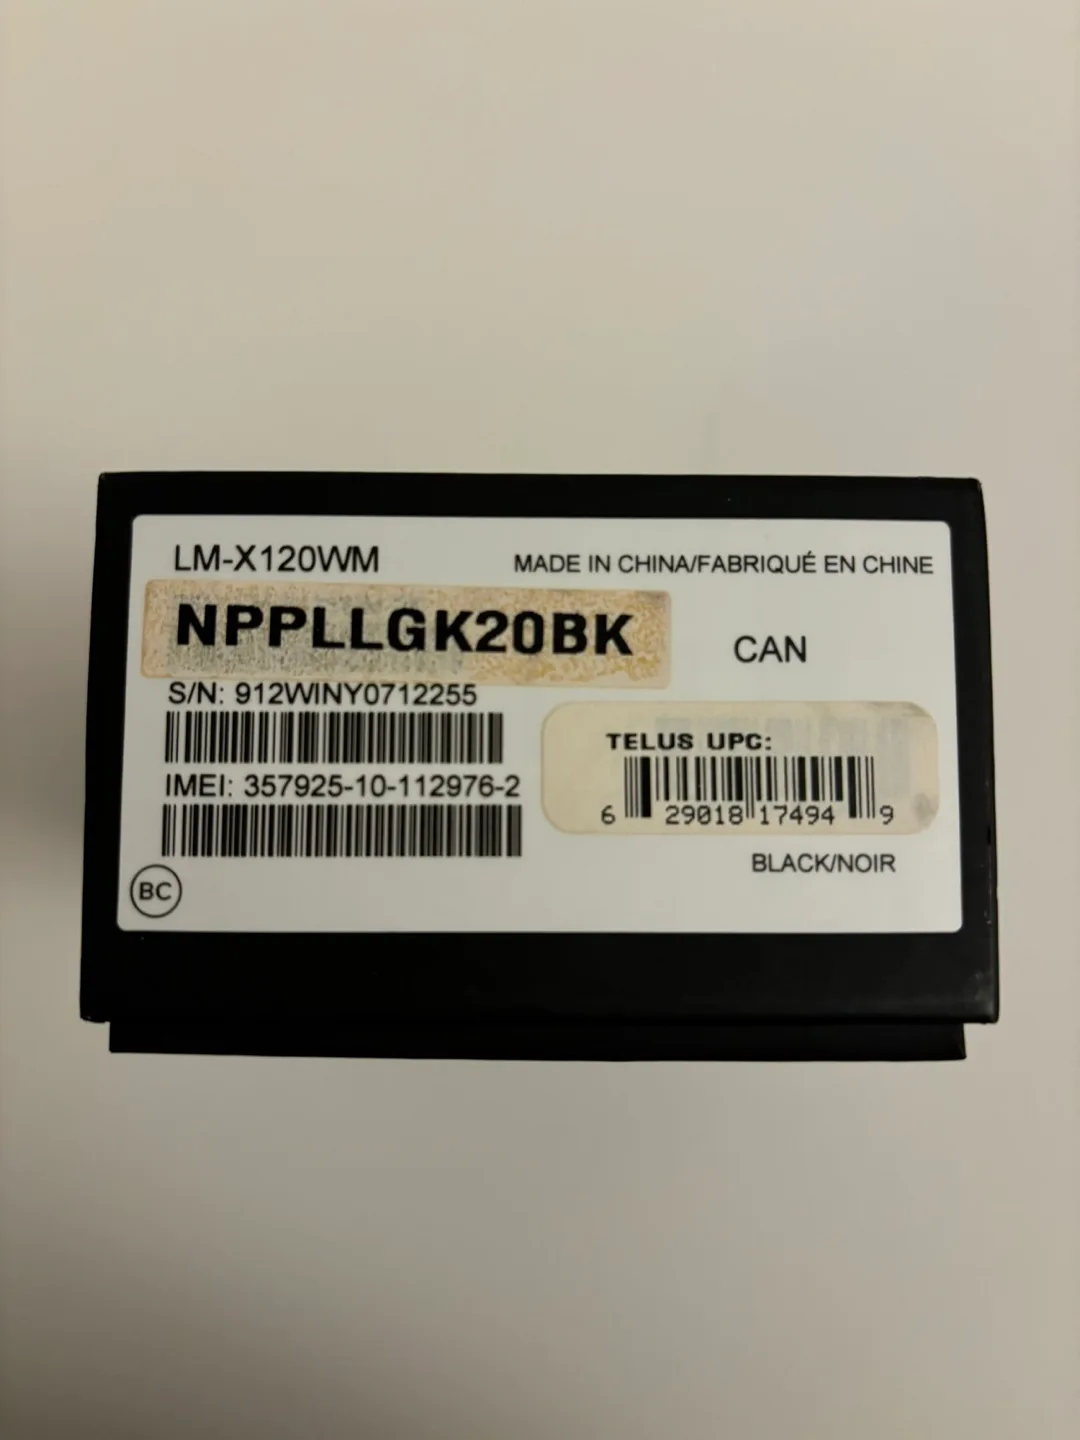 LM-X120WM
MADE IN CHINA/FABRIQUÉ EN CHINE
NPPLLGK20BK
CAN
S/N: 912WINY0712255
TELUS UPC:
IMEI: 357925-10-112976-2
6 29018 17494 9
BLACK/NOIR
BC